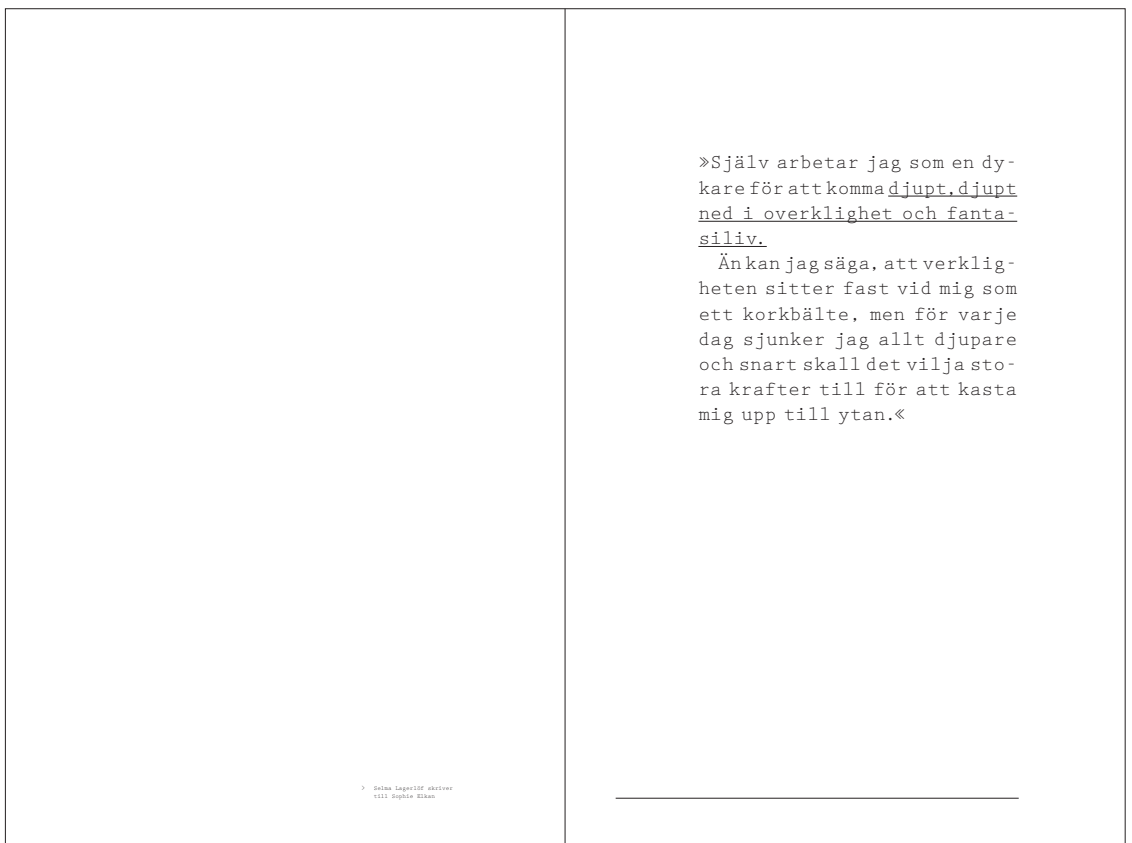 > Selma Lagerlöf skriver
till Sophie Elkan
»Själv arbetar jag som en dy-
kare för att komma djupt, djupt
ned i overklighet och fanta-
siliv.
Än kan jag säga, att verklig-
heten sitter fast vid mig som
ett korkbälte, men för varje
dag sjunker jag allt djupare
och snart skall det vilja sto-
ra krafter till för att kasta
mig upp till ytan.«